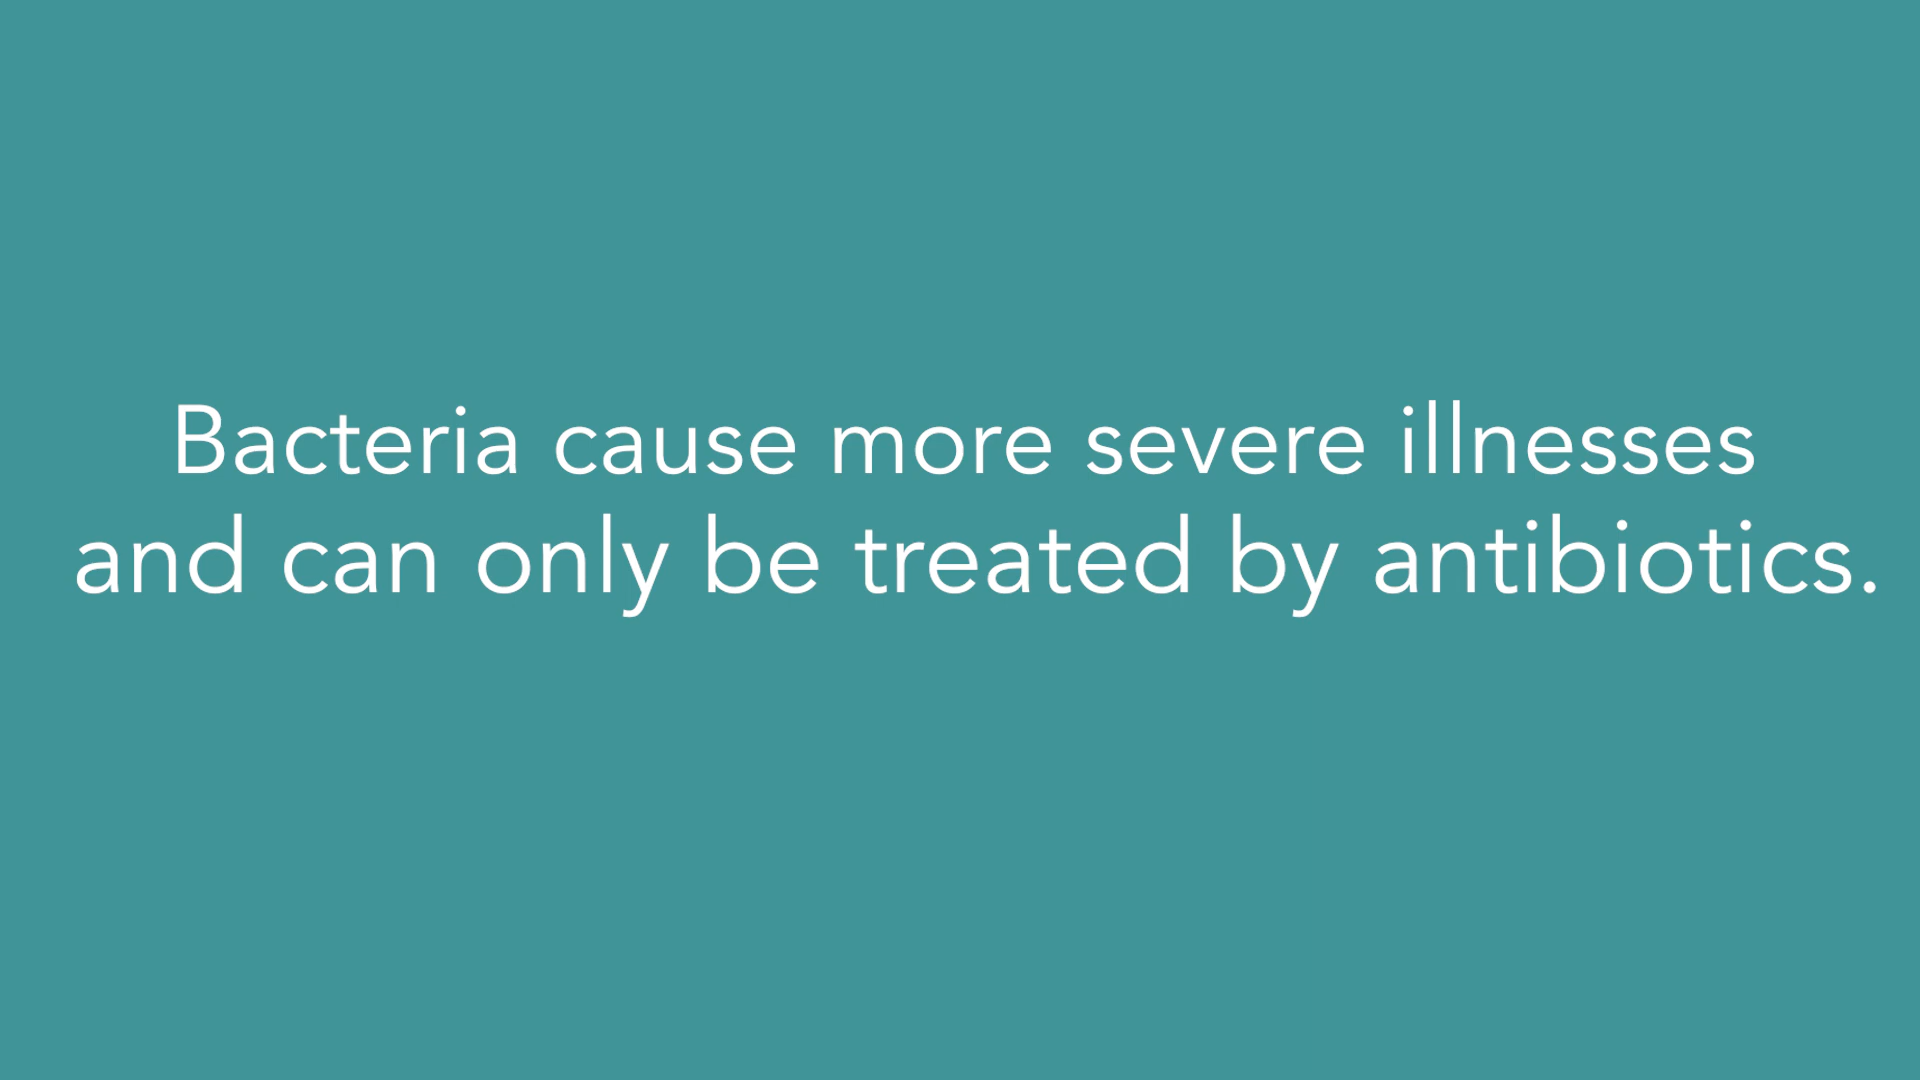 Bacteria cause more severe illnesses
and can only be treated by antibiotics.